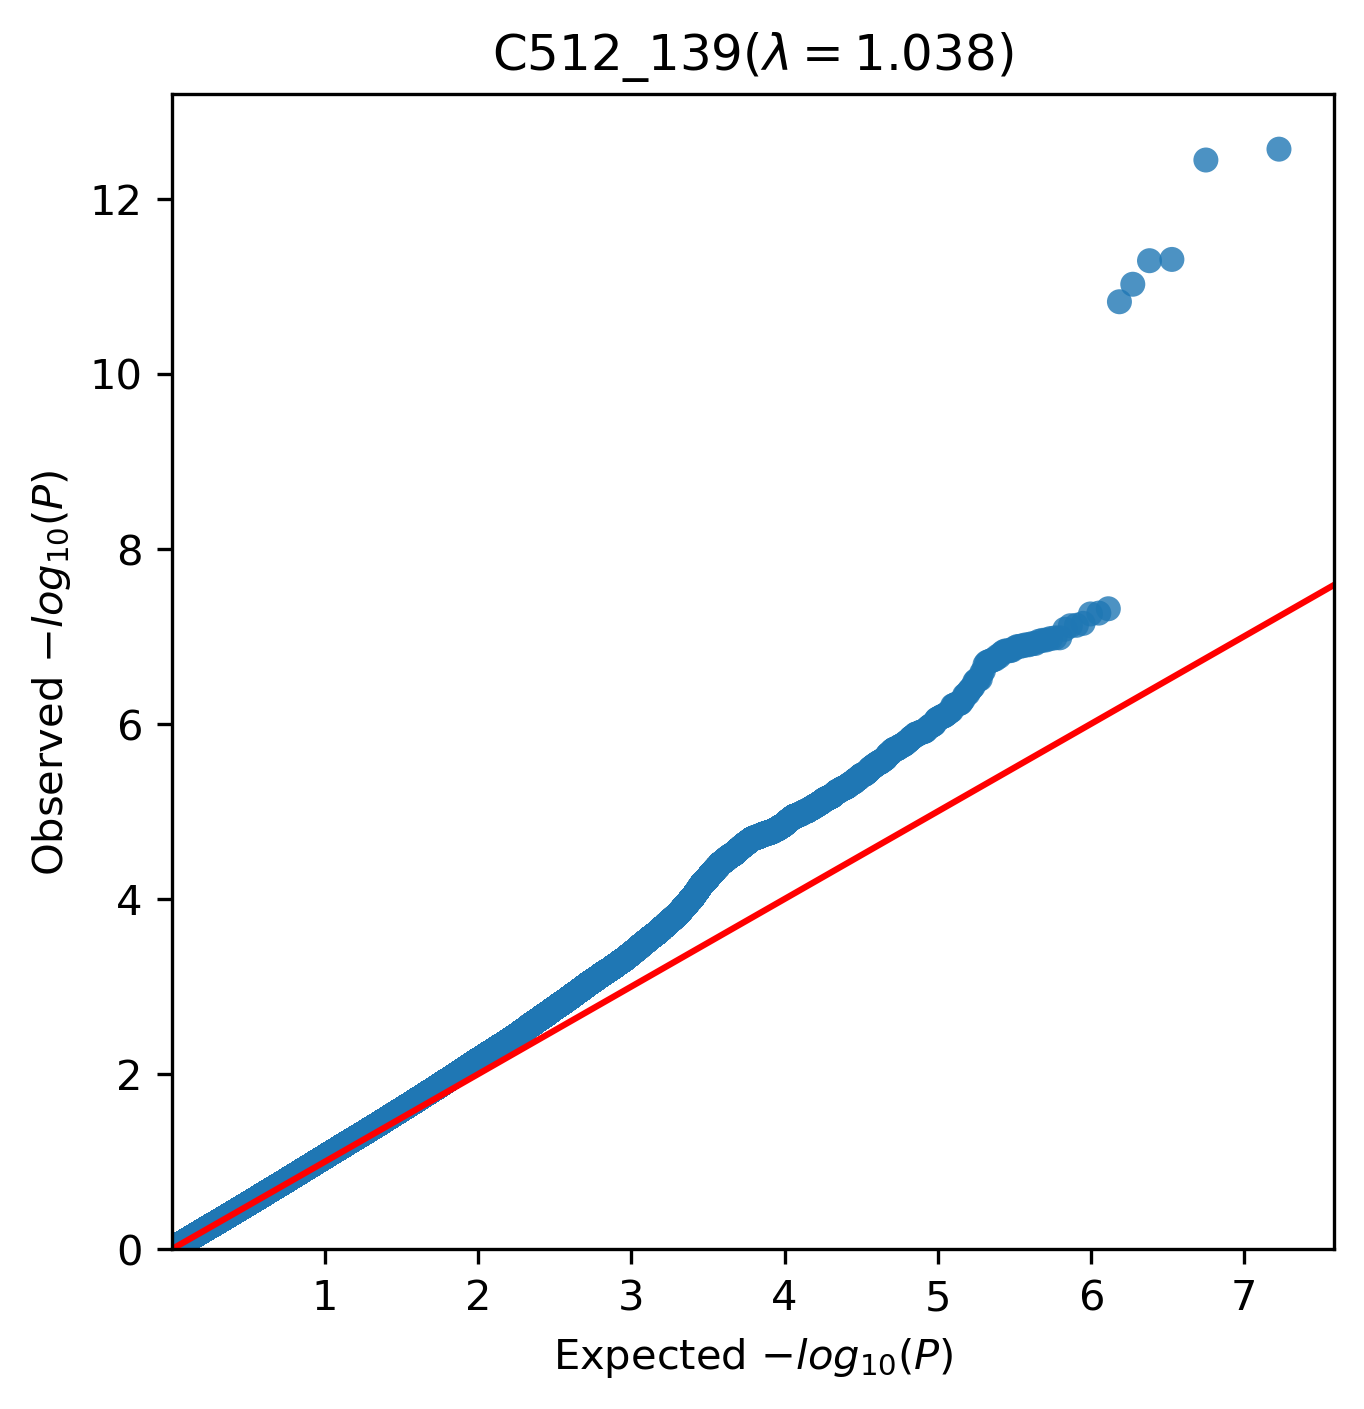 C512_139(λ = 1.038)
Observed −log₁₀(P)
12
10
8
6
4
2
0
1 2 3 4 5 6 7
Expected −log₁₀(P)